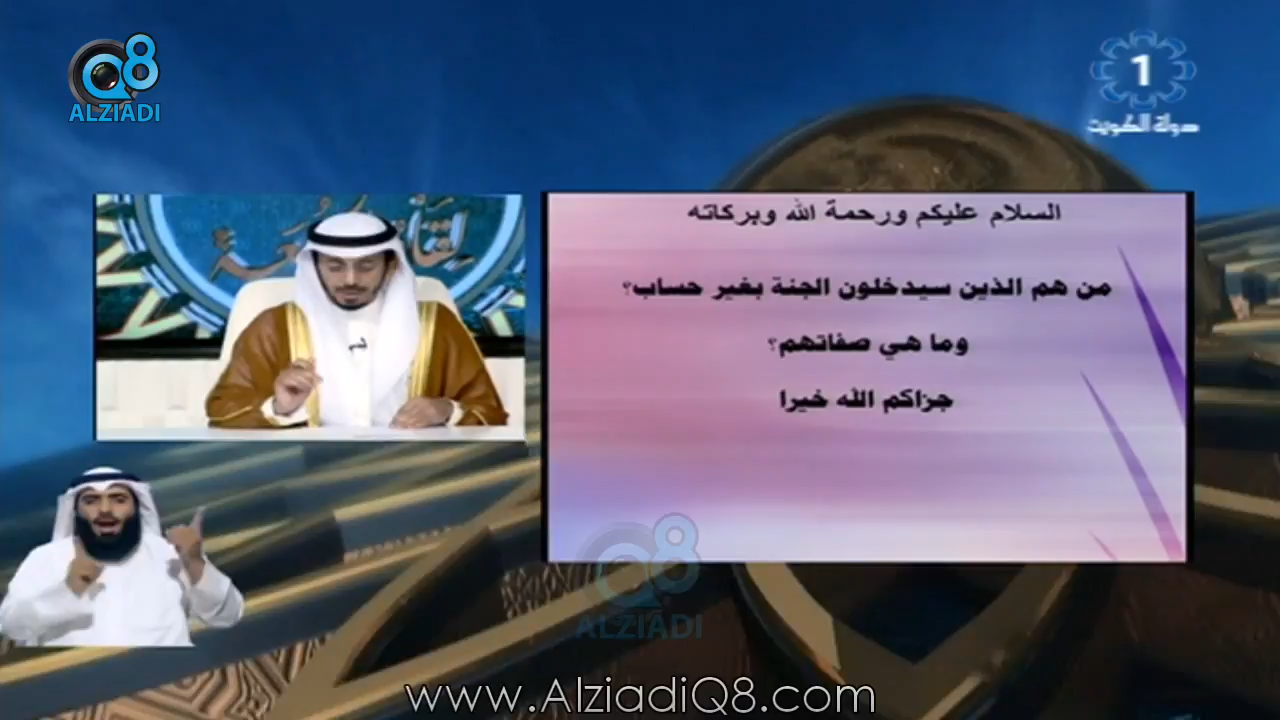 Q8
ALZIADI
1
دولة الكويت
السلام عليكم ورحمة الله وبركاته
من هم الذين سيدخلون الجنة بغير حساب؟
وما هي صفاتهم؟
جزاكم الله خيرا
Q8
ALZIADI
www.AlziadiQ8.com